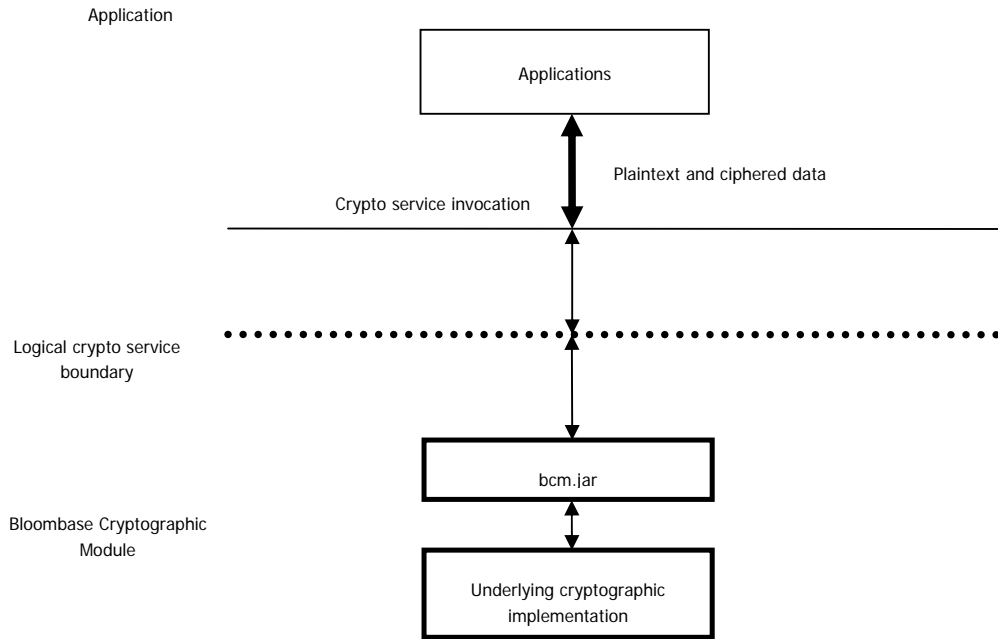 Application
Applications
Plaintext and ciphered data
Crypto service invocation
Logical crypto service
boundary
bcm.jar
Bloombase Cryptographic
Module
Underlying cryptographic
implementation